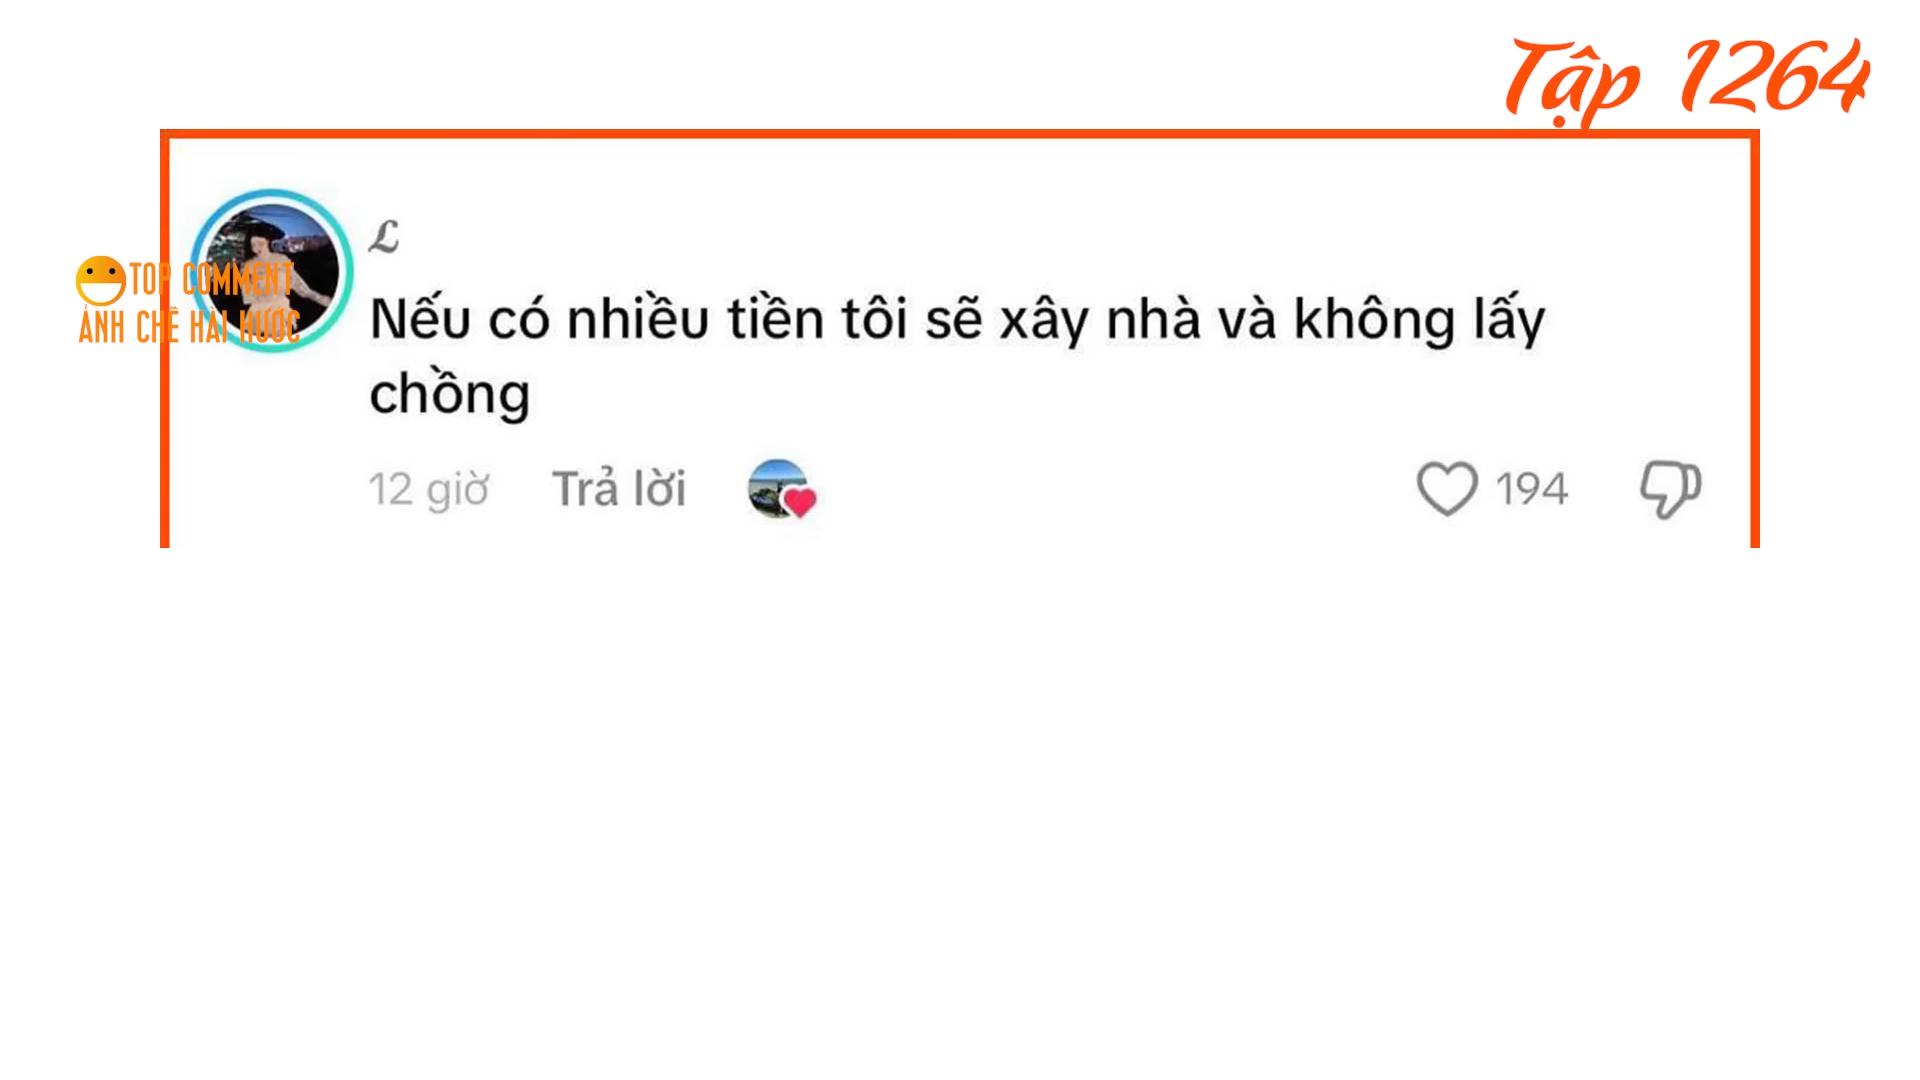 Tập 1264
ℒ
TOP COMMENT
ẢNH CHẾ HÀI HƯỚC
Nếu có nhiều tiền tôi sẽ xây nhà và không lấy
chồng
12 giờ Trả lời 194